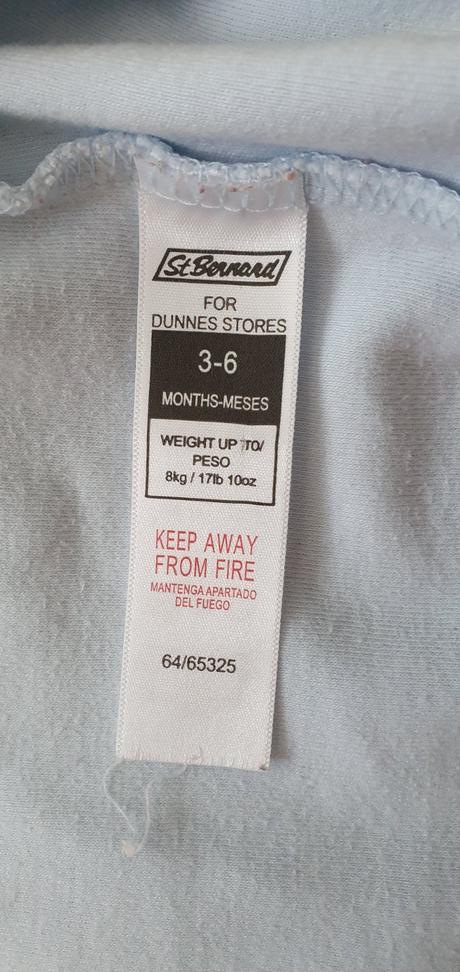 St.Bernard
FOR
DUNNES STORES
3-6
MONTHS-MESES
WEIGHT UP TO/
PESO
8kg / 17lb 10oz
KEEP AWAY
FROM FIRE
MANTENGA APARTADO
DEL FUEGO
64/65325